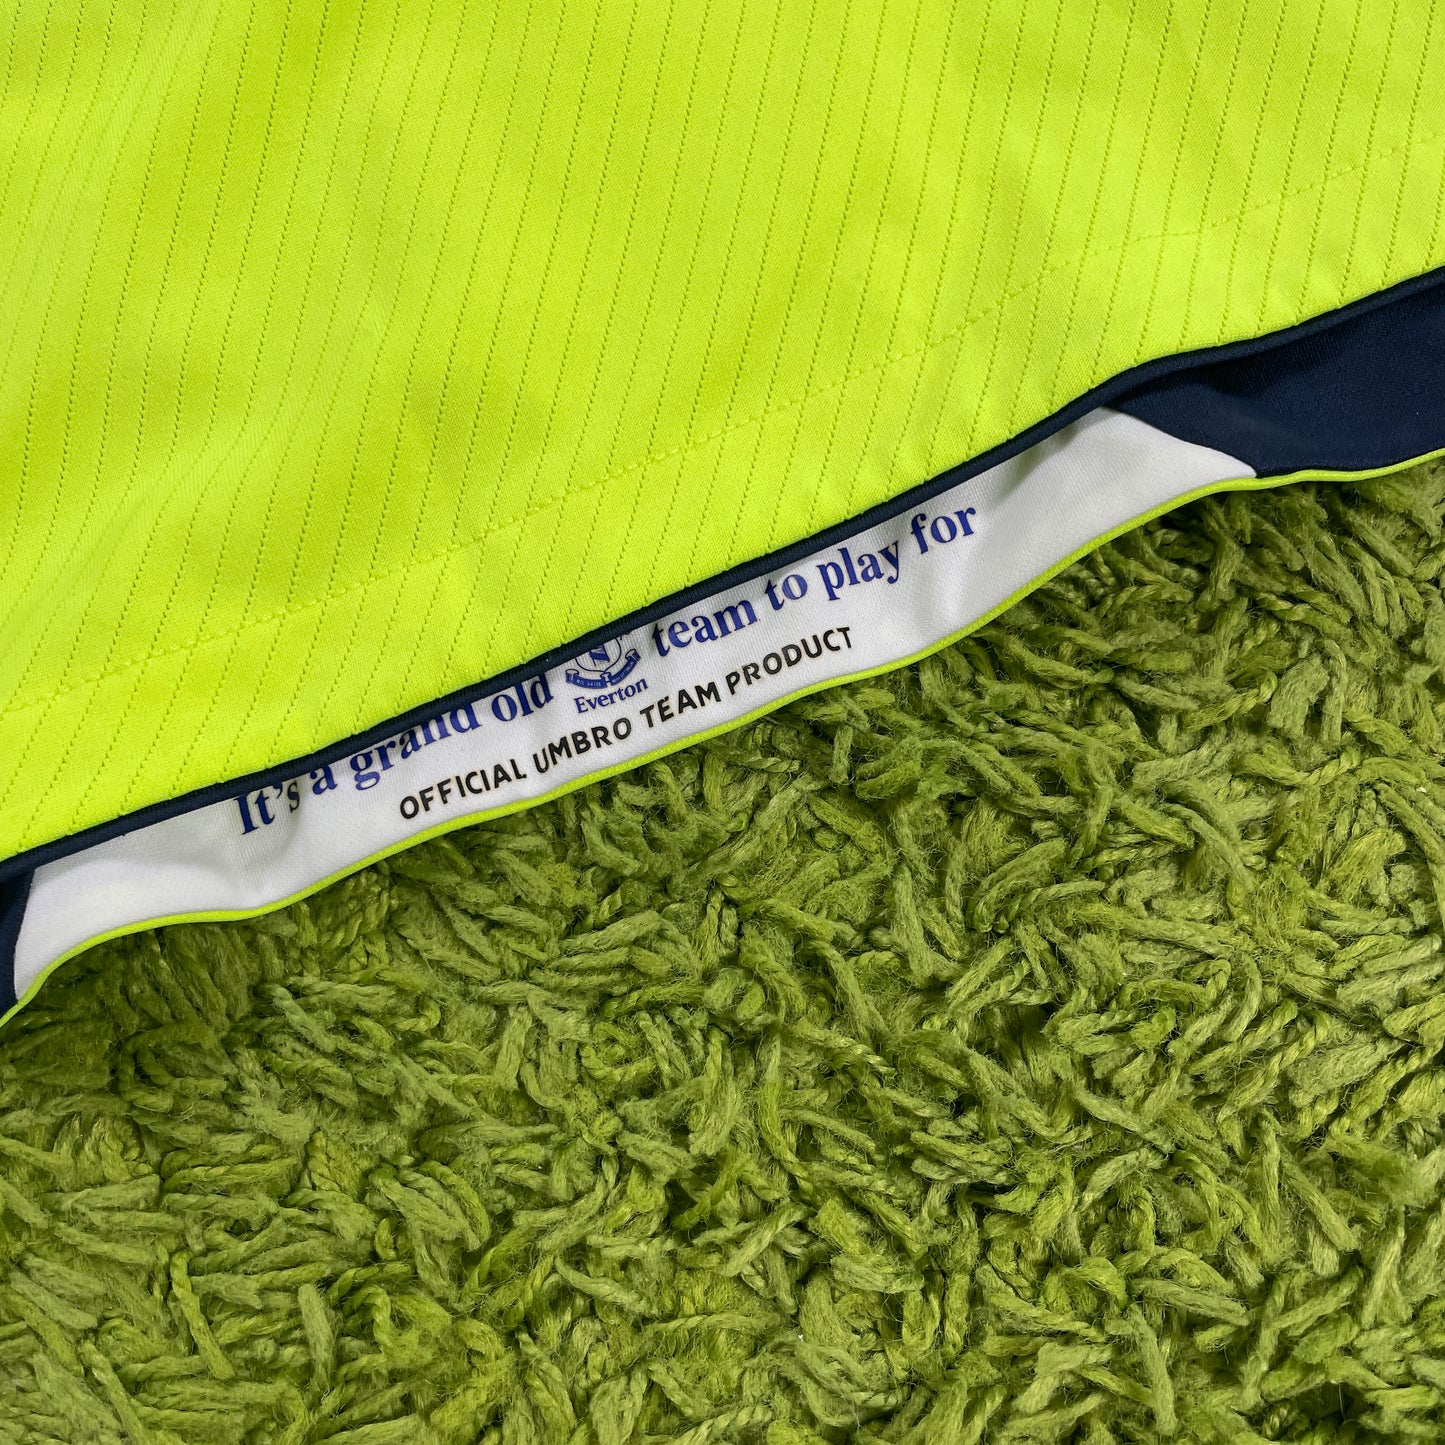 It's a grand old team to play for
Everton
OFFICIAL UMBRO TEAM PRODUCT